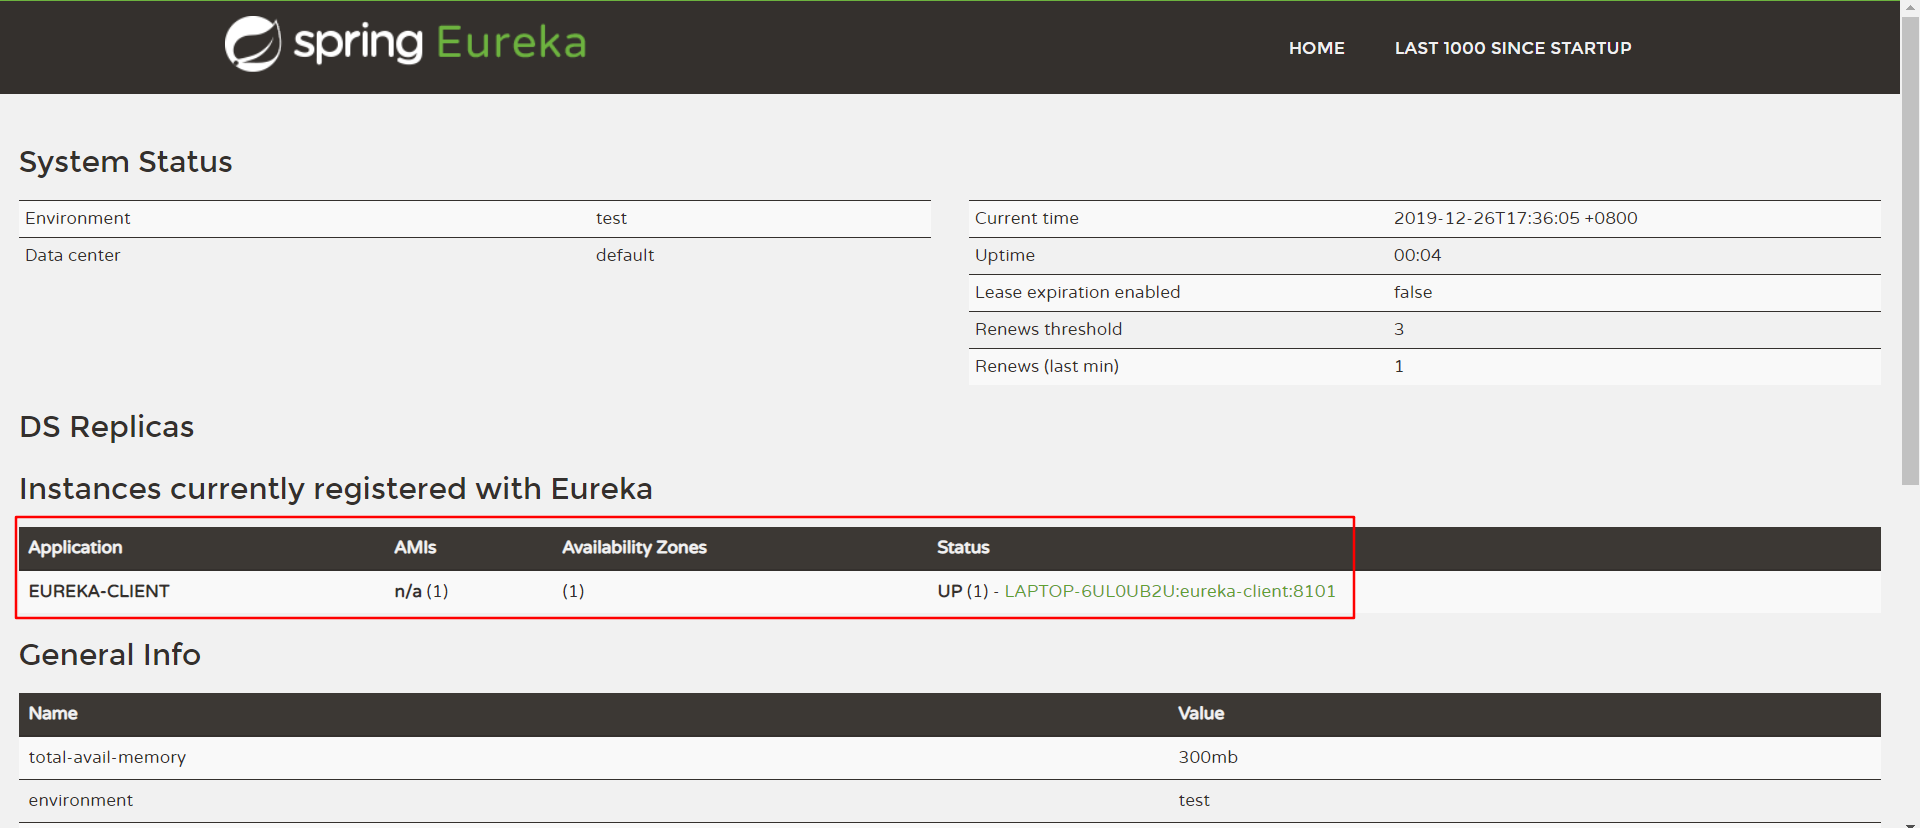 spring Eureka
HOME LAST 1000 SINCE STARTUP
System Status
Environment test
Data center default
Current time 2019-12-26T17:36:05 +0800
Uptime 00:04
Lease expiration enabled false
Renews threshold 3
Renews (last min) 1
DS Replicas
Instances currently registered with Eureka
Application AMIs Availability Zones Status
EUREKA-CLIENT n/a (1) (1) UP (1) - LAPTOP-6UL0UB2U:eureka-client:8101
General Info
Name Value
total-avail-memory 300mb
environment test